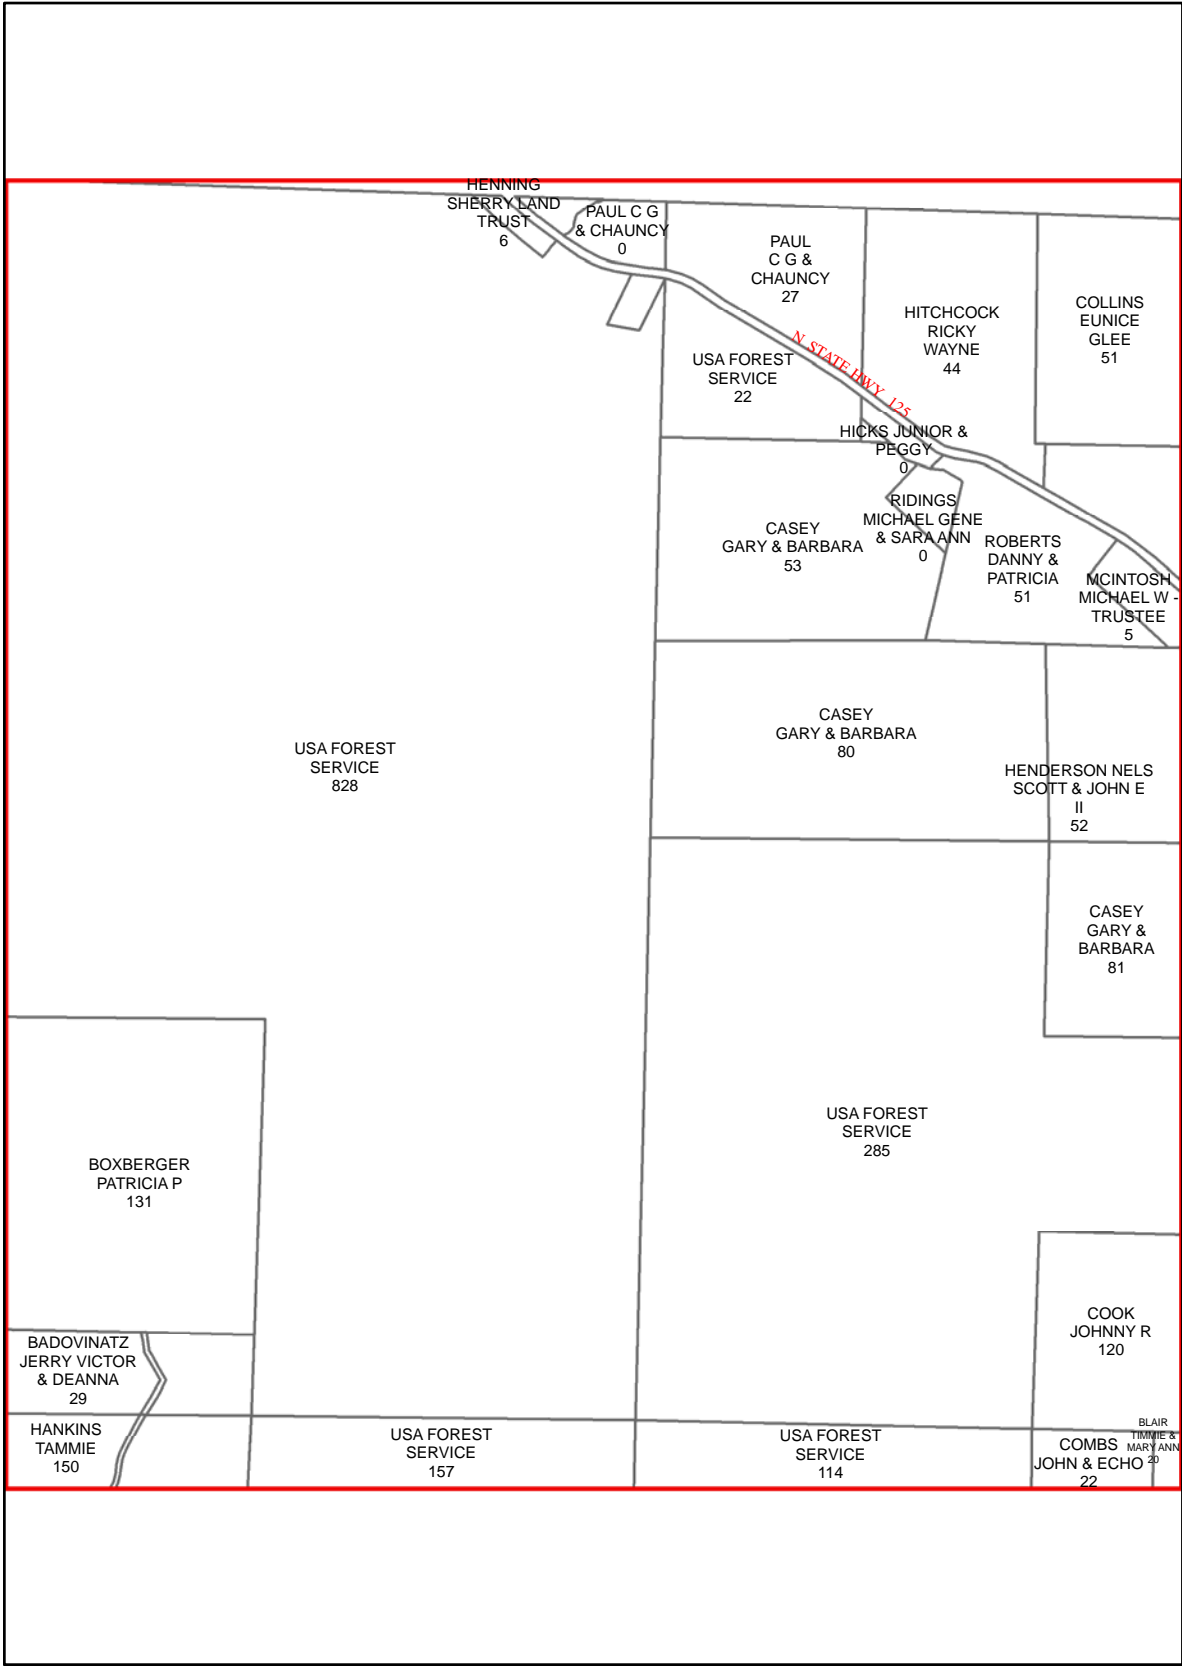 HENNING
SHERRY LAND
TRUST
6
PAUL C G
& CHAUNCY
0
PAUL
C G &
CHAUNCY
27
HITCHCOCK
RICKY
WAYNE
44
COLLINS
EUNICE
GLEE
51
N STATE HWY 125
USA FOREST
SERVICE
22
HICKS JUNIOR &
PEGGY
0
RIDINGS
MICHAEL GENE
& SARA ANN
0
CASEY
GARY & BARBARA
53
ROBERTS
DANNY &
PATRICIA
51
MCINTOSH
MICHAEL W -
TRUSTEE
5
USA FOREST
SERVICE
828
CASEY
GARY & BARBARA
80
HENDERSON NELS
SCOTT & JOHN E
II
52
CASEY
GARY &
BARBARA
81
USA FOREST
SERVICE
285
BOXBERGER
PATRICIA P
131
COOK
JOHNNY R
120
BADOVINATZ
JERRY VICTOR
& DEANNA
29
HANKINS
TAMMIE
150
USA FOREST
SERVICE
157
USA FOREST
SERVICE
114
COMBS
JOHN & ECHO
22
BLAIR
TIMMIE &
MARY ANN
20